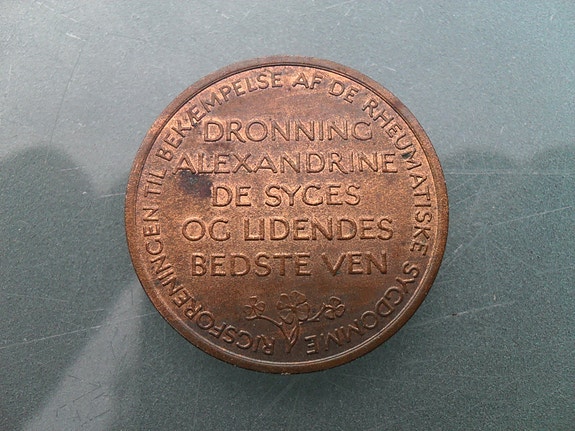 RIGSFORENINGEN TIL BEKÆMPELSE AF DE RHEUMATISKE SYGDOMME
DRONNING
ALEXANDRINE
DE SYGES
OG LIDENDES
BEDSTE VEN